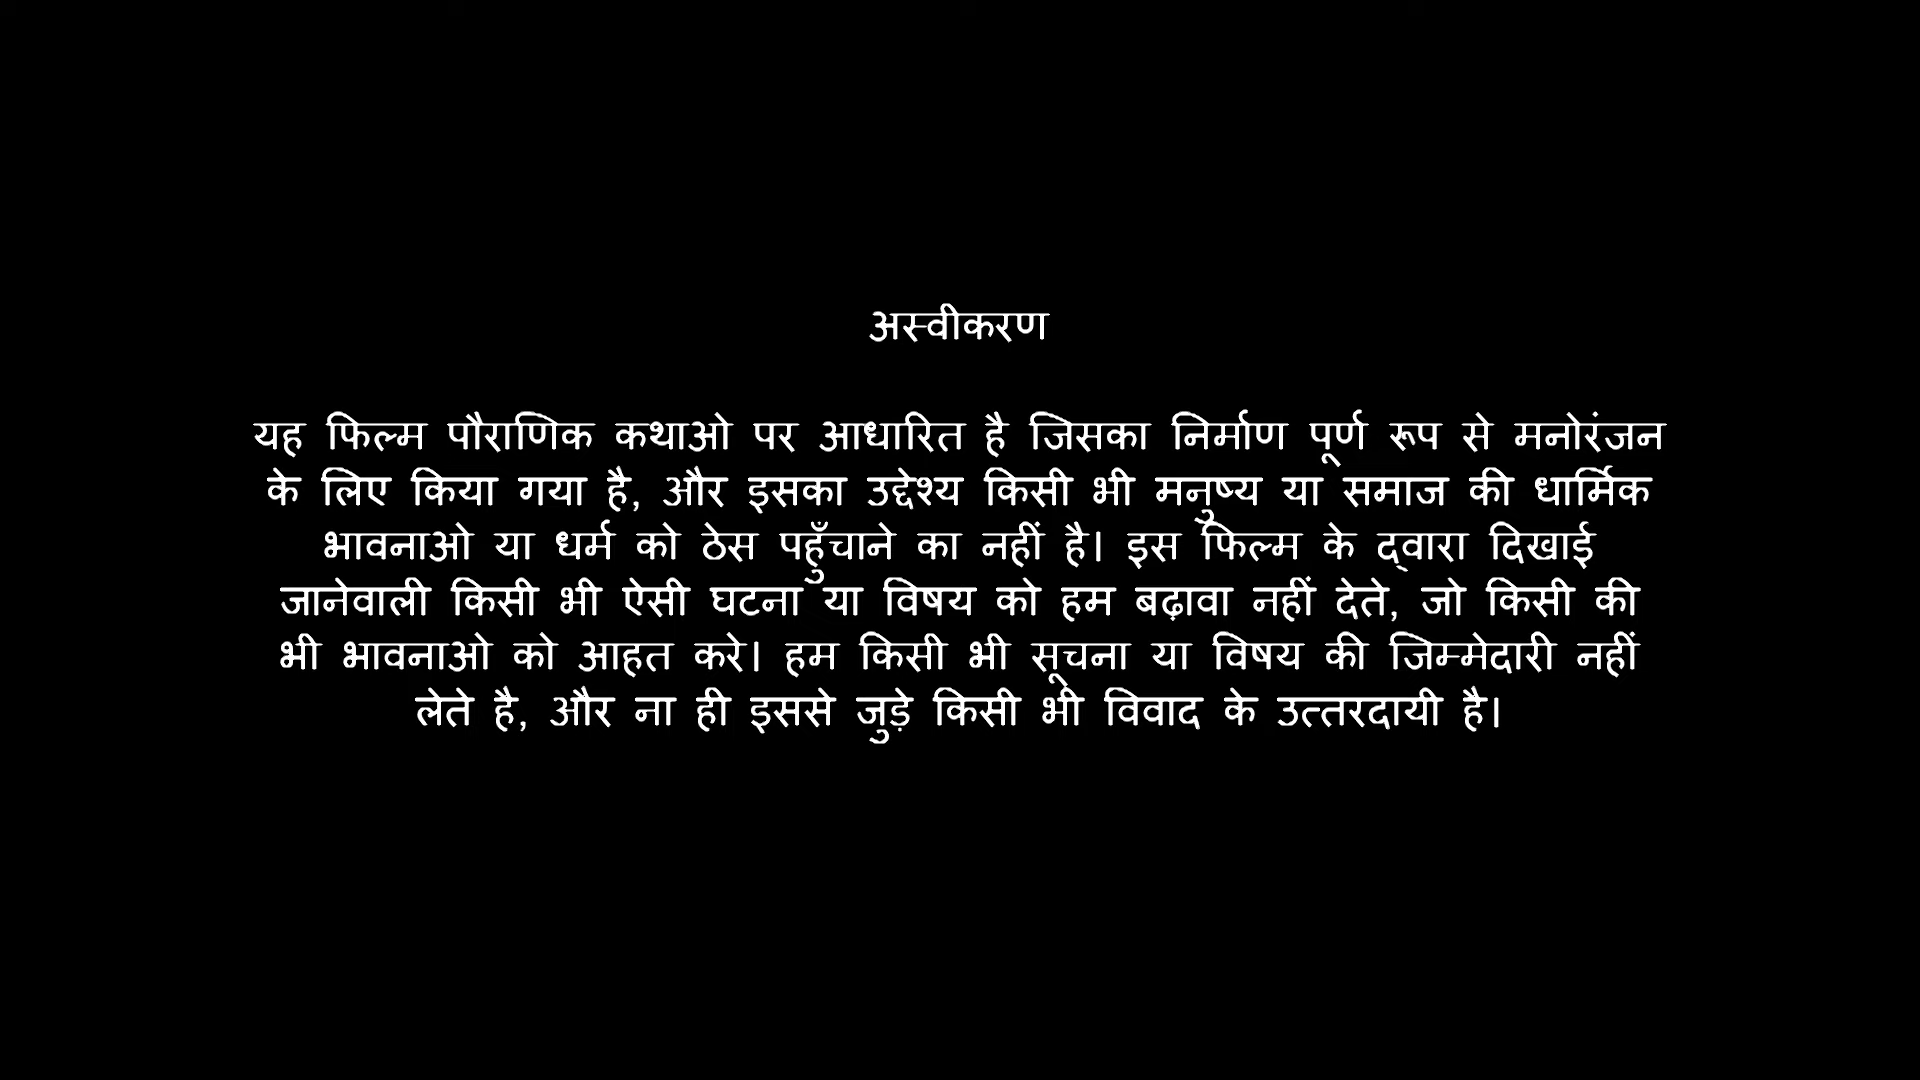 अस्वीकरण
यह फिल्म पौराणिक कथाओ पर आधारित है जिसका निर्माण पूर्ण रूप से मनोरंजन
के लिए किया गया है, और इसका उद्देश्य किसी भी मनुष्य या समाज की धार्मिक
भावनाओ या धर्म को ठेस पहुँचाने का नहीं है। इस फिल्म के द्वारा दिखाई
जानेवाली किसी भी ऐसी घटना या विषय को हम बढ़ावा नहीं देते, जो किसी की
भी भावनाओ को आहत करे। हम किसी भी सूचना या विषय की जिम्मेदारी नहीं
लेते है, और ना ही इससे जुड़े किसी भी विवाद के उत्तरदायी है।